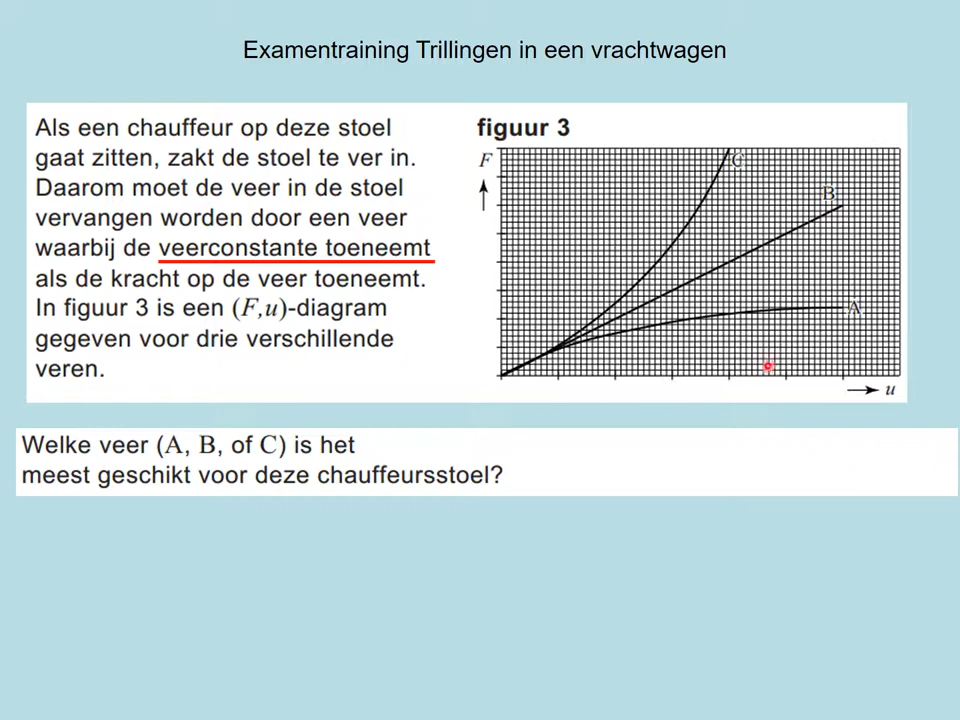 Examentraining Trillingen in een vrachtwagen
Als een chauffeur op deze stoel
gaat zitten, zakt de stoel te ver in.
Daarom moet de veer in de stoel
vervangen worden door een veer
waarbij de veerconstante toeneemt
als de kracht op de veer toeneemt.
In figuur 3 is een (F,u)-diagram
gegeven voor drie verschillende
veren.
figuur 3
F
C
B
A
u
Welke veer (A, B, of C) is het
meest geschikt voor deze chauffeursstoel?